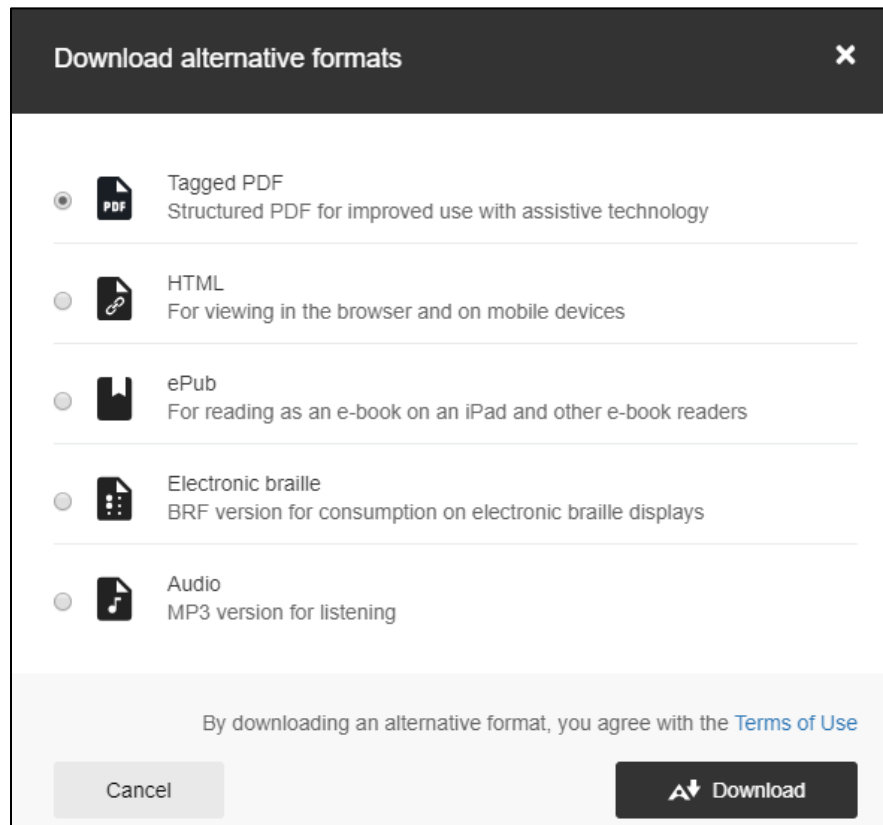 Download alternative formats
PDF
Tagged PDF
Structured PDF for improved use with assistive technology
HTML
For viewing in the browser and on mobile devices
ePub
For reading as an e-book on an iPad and other e-book readers
Electronic braille
BRF version for consumption on electronic braille displays
Audio
MP3 version for listening
By downloading an alternative format, you agree with the Terms of Use
Cancel
Download